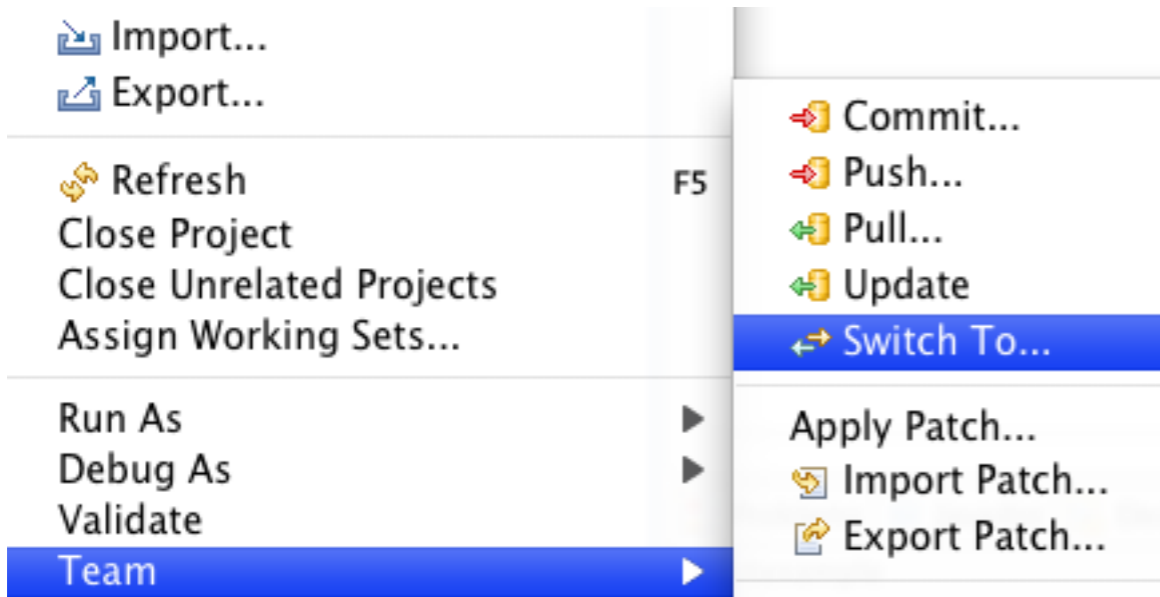 Import...
Export...
Refresh F5
Close Project
Close Unrelated Projects
Assign Working Sets...
Run As
Debug As
Validate
Team
Commit...
Push...
Pull...
Update
Switch To...
Apply Patch...
Import Patch...
Export Patch...